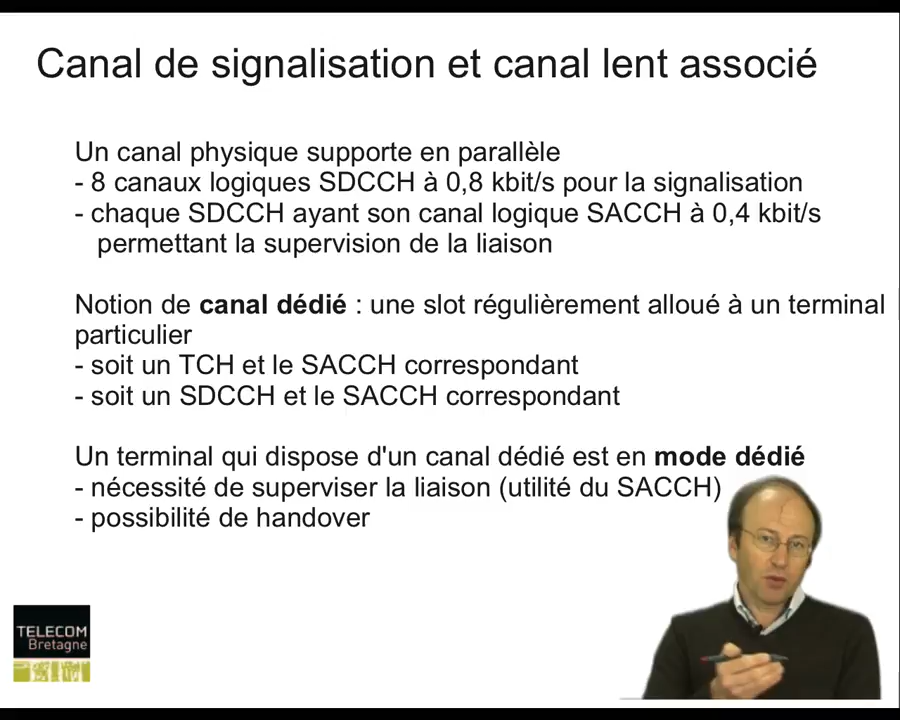 Canal de signalisation et canal lent associé
Un canal physique supporte en parallèle
- 8 canaux logiques SDCCH à 0,8 kbit/s pour la signalisation
- chaque SDCCH ayant son canal logique SACCH à 0,4 kbit/s
permettant la supervision de la liaison
Notion de canal dédié : une slot régulièrement alloué à un terminal
particulier
- soit un TCH et le SACCH correspondant
- soit un SDCCH et le SACCH correspondant
Un terminal qui dispose d'un canal dédié est en mode dédié
- nécessité de superviser la liaison (utilité du SACCH)
- possibilité de handover
TELECOM
Bretagne